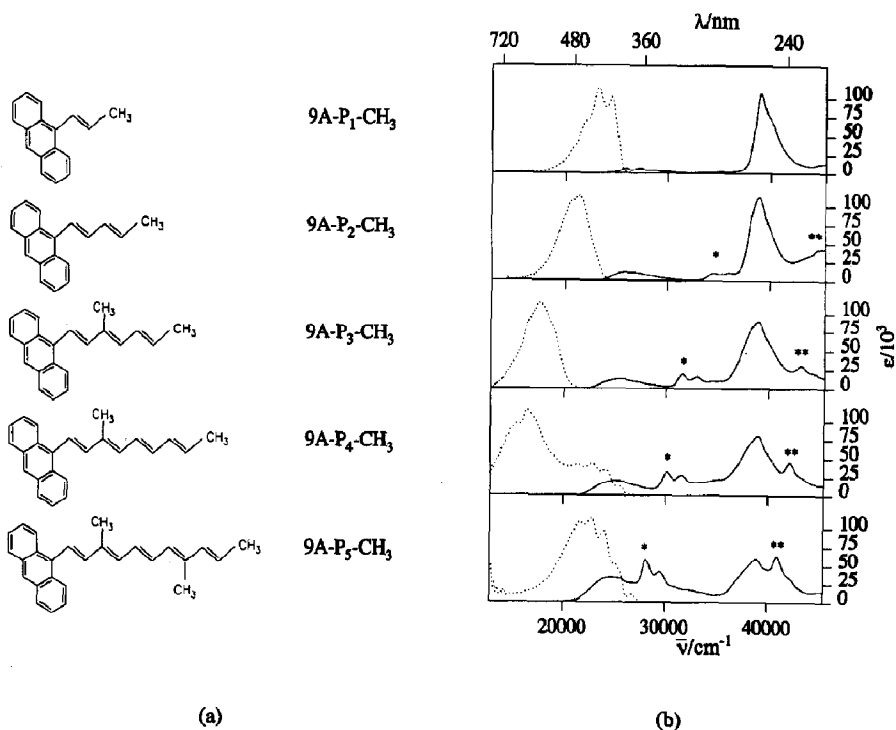 λ/nm
720 480 360 240
CH₃
9A-P₁-CH₃
100
75
50
25
0
CH₃
9A-P₂-CH₃
* **
100
75
50
25
0
CH₃
CH₃
9A-P₃-CH₃
* **
100
75
50
25
0
ε/10³
CH₃
CH₃
9A-P₄-CH₃
* **
100
75
50
25
0
CH₃
CH₃
CH₃
9A-P₅-CH₃
* **
100
75
50
25
0
20000 30000 40000
ν̄/cm⁻¹
(a) (b)